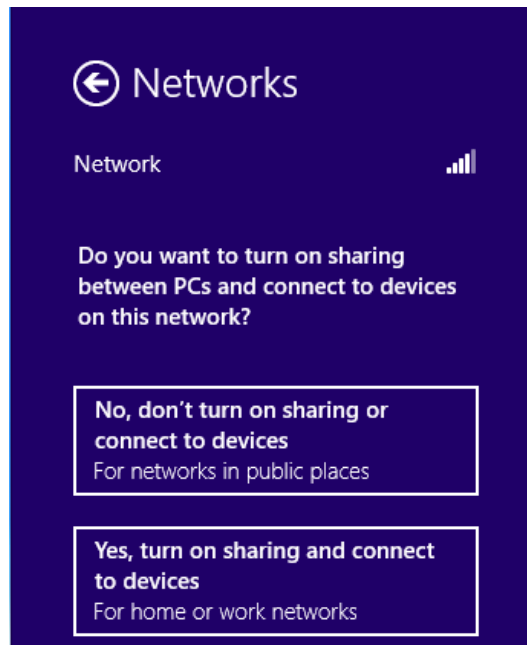 Networks
Network
Do you want to turn on sharing
between PCs and connect to devices
on this network?
No, don't turn on sharing or
connect to devices
For networks in public places
Yes, turn on sharing and connect
to devices
For home or work networks